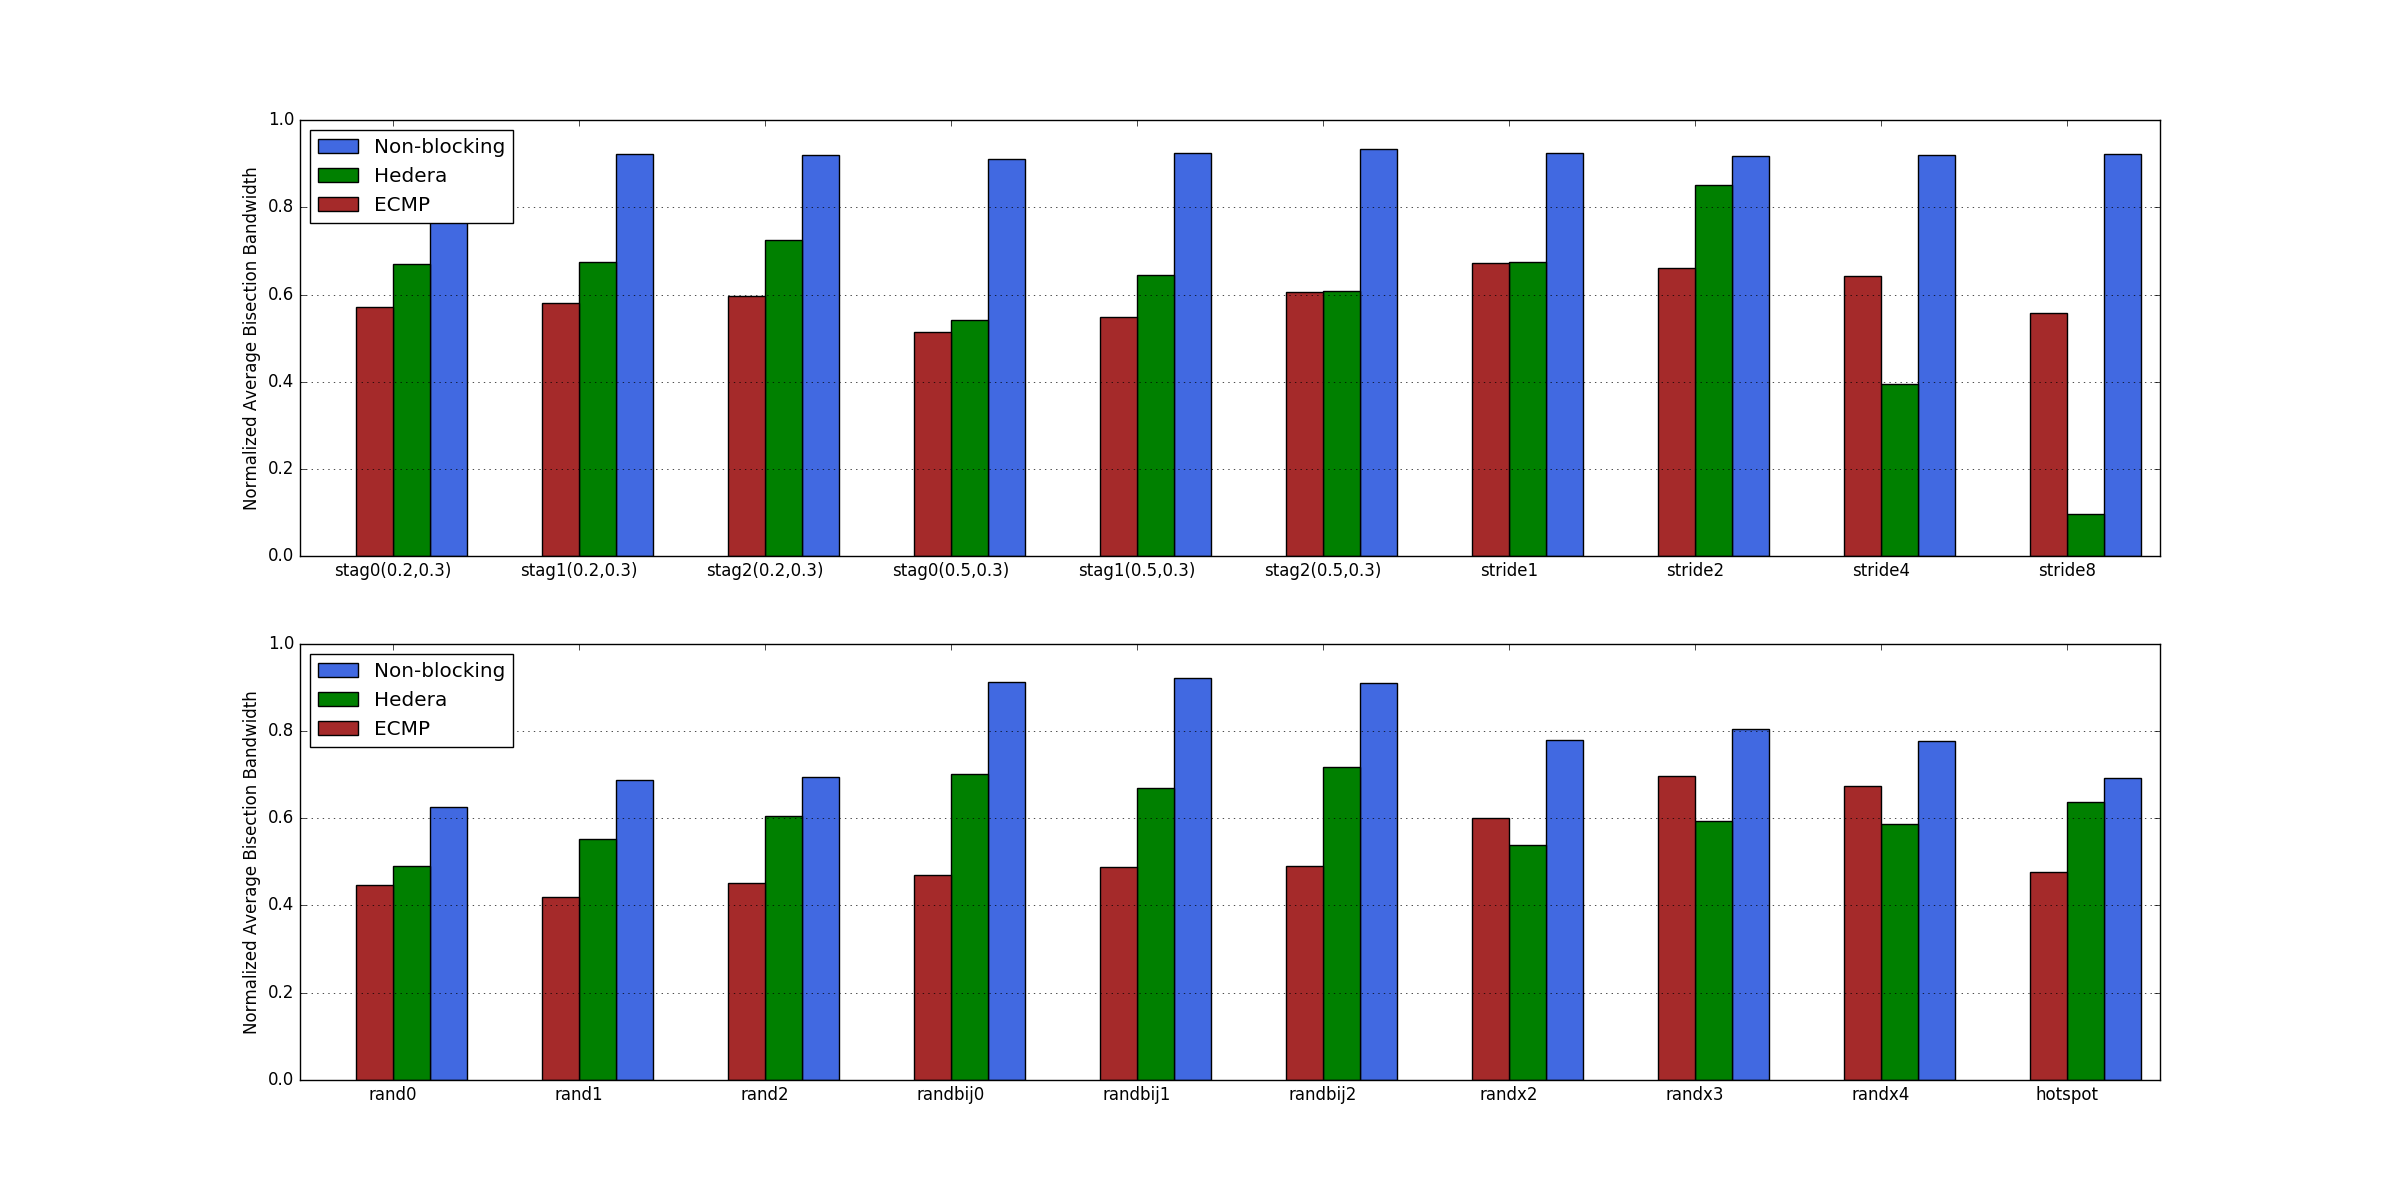 Normalized Average Bisection Bandwidth
1.0
0.8
0.6
0.4
0.2
0.0
Non-blocking
Hedera
ECMP
stag0(0.2,0.3) stag1(0.2,0.3) stag2(0.2,0.3) stag0(0.5,0.3) stag1(0.5,0.3) stag2(0.5,0.3) stride1 stride2 stride4 stride8
Normalized Average Bisection Bandwidth
1.0
0.8
0.6
0.4
0.2
0.0
Non-blocking
Hedera
ECMP
rand0 rand1 rand2 randbij0 randbij1 randbij2 randx2 randx3 randx4 hotspot